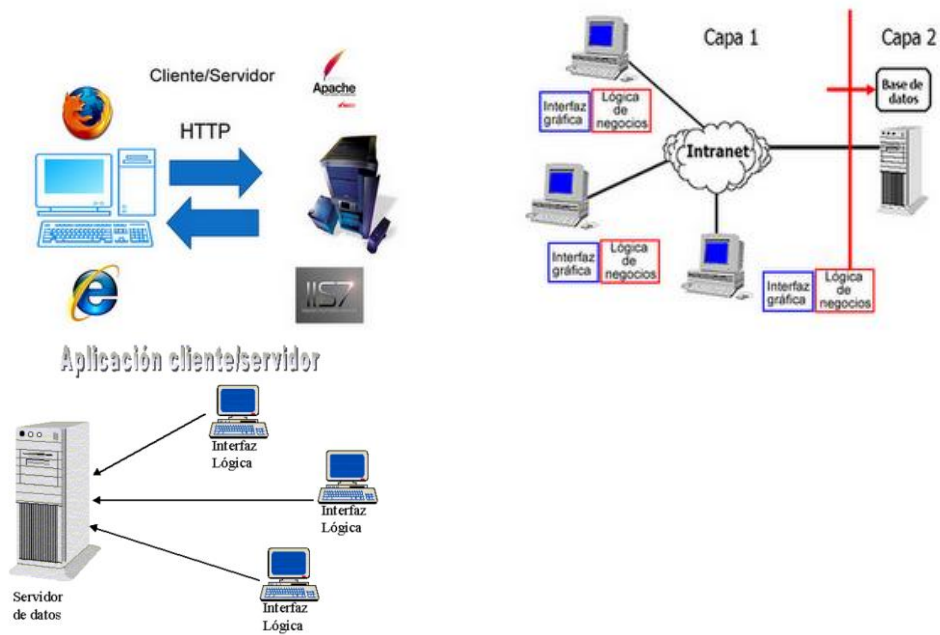 Cliente/Servidor
Apache
HTTP
IIS7
Capa 1
Capa 2
Base de
datos
Interfaz
gráfica
Lógica
de
negocios
Intranet
Interfaz
gráfica
Lógica
de
negocios
Interfaz
gráfica
Lógica
de
negocios
Aplicación cliente/servidor
Interfaz
Lógica
Interfaz
Lógica
Interfaz
Lógica
Servidor
de datos